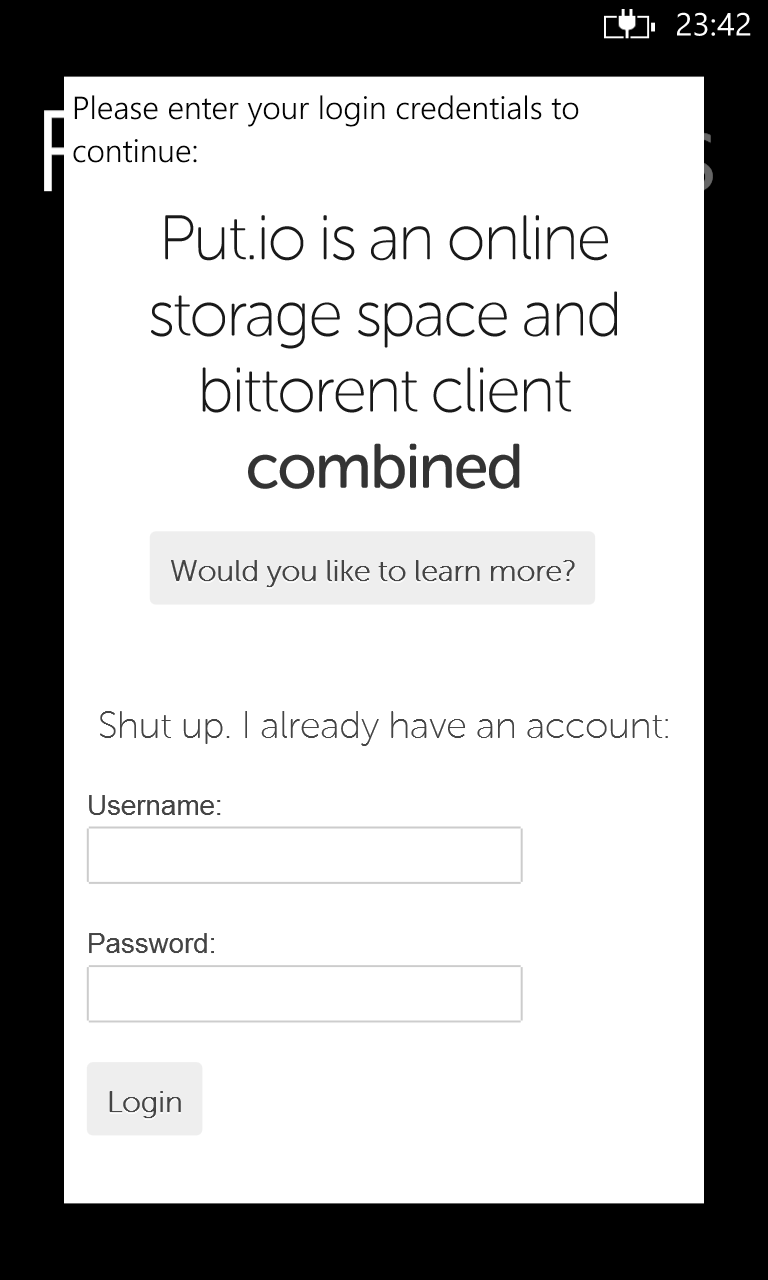 23:42
Please enter your login credentials to
continue:
Put.io is an online
storage space and
bittorent client
combined
Would you like to learn more?
Shut up. I already have an account:
Username:
Password:
Login